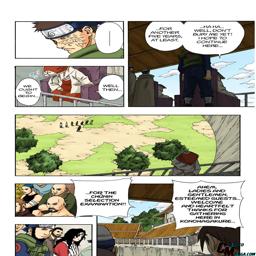 HA HA...
WELL, DON'T
BURY ME YET!
I HOPE TO
CONTINUE
HERE...
...FOR
ANOTHER
FIVE YEARS,
AT LEAST.
...
WELL
THEN...
WE
OUGHT
TO
BEGIN...
AHEM,
LADIES AND
GENTLEMEN,
ESTEEMED GUESTS...
WELCOME
AND HEARTFELT
THANKS FOR
GATHERING
HERE IN
KONOHAGAKURE...
...FOR THE
CHUNIN
SELECTION
EXAMINATION!!